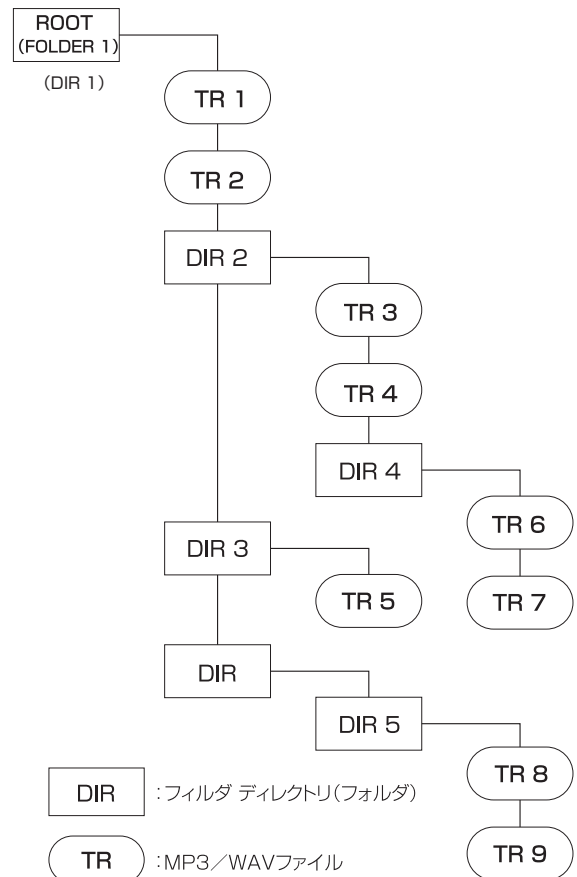 ROOT
(FOLDER 1)
(DIR 1)
TR 1
TR 2
DIR 2
TR 3
TR 4
DIR 4
TR 6
DIR 3
TR 5
TR 7
DIR
DIR 5
TR 8
DIR :フィルダ ディレクトリ(フォルダ)
TR 9
TR :MP3/WAVファイル